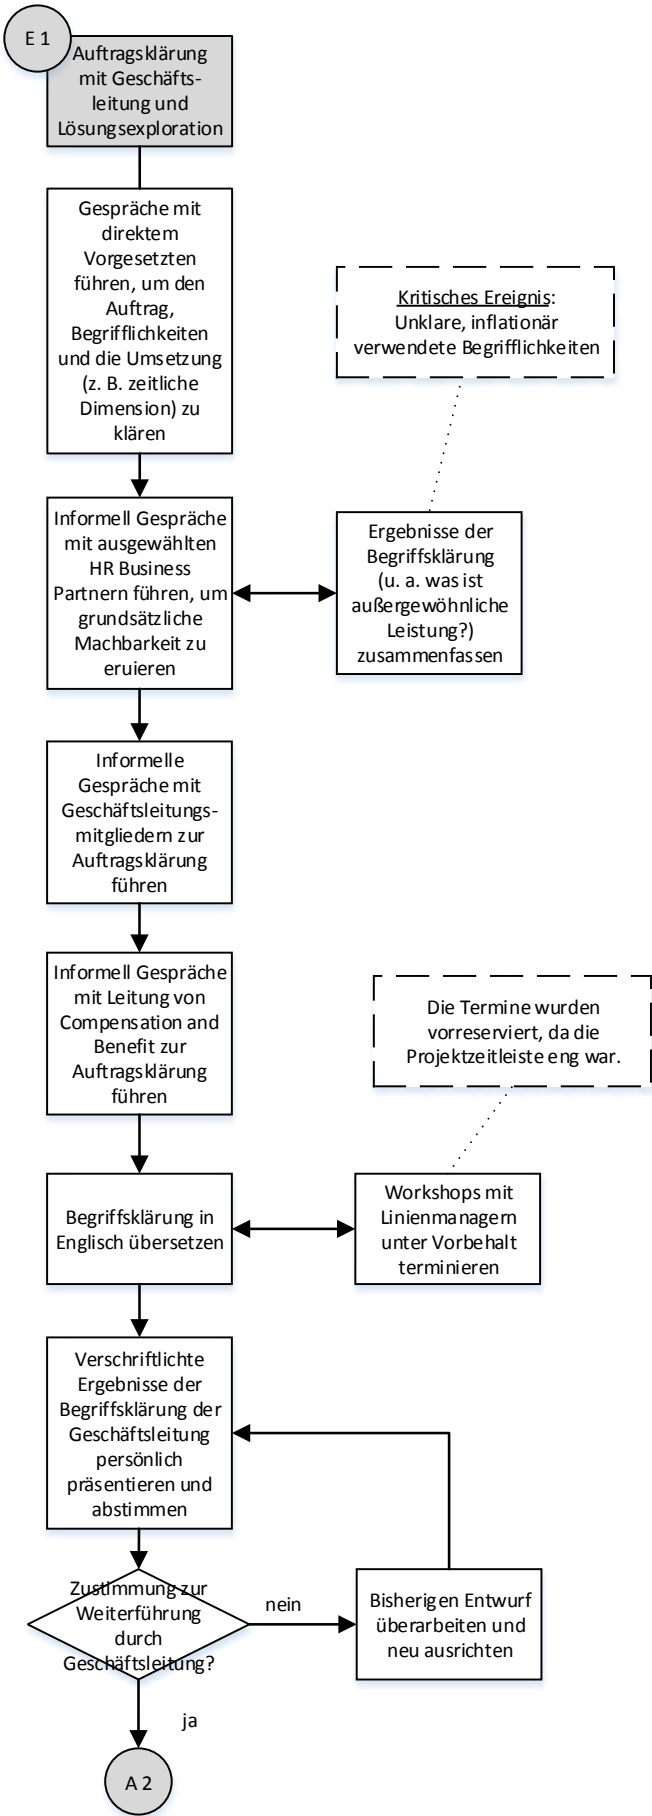 E 1
Auftragsklärung
mit Geschäfts-
leitung und
Lösungsexploration
Gespräche mit
direktem
Vorgesetzten
führen, um den
Auftrag,
Begrifflichkeiten
und die Umsetzung
(z. B. zeitliche
Dimension) zu
klären
Kritisches Ereignis:
Unklare, inflationär
verwendete Begrifflichkeiten
Informell Gespräche
mit ausgewählten
HR Business
Partnern führen, um
grundsätzliche
Machbarkeit zu
eruieren
Ergebnisse der
Begriffsklärung
(u. a. was ist
außergewöhnliche
Leistung?)
zusammenfassen
Informelle
Gespräche mit
Geschäftsleitungs-
mitgliedern zur
Auftragsklärung
führen
Informell Gespräche
mit Leitung von
Compensation and
Benefit zur
Auftragsklärung
führen
Die Termine wurden
vorreserviert, da die
Projektzeitleiste eng war.
Begriffsklärung in
Englisch übersetzen
Workshops mit
Linienmanagern
unter Vorbehalt
terminieren
Verschriftlichte
Ergebnisse der
Begriffsklärung der
Geschäftsleitung
persönlich
präsentieren und
abstimmen
Zustimmung zur
Weiterführung
durch
Geschäftsleitung?
nein
Bisherigen Entwurf
überarbeiten und
neu ausrichten
ja
A 2